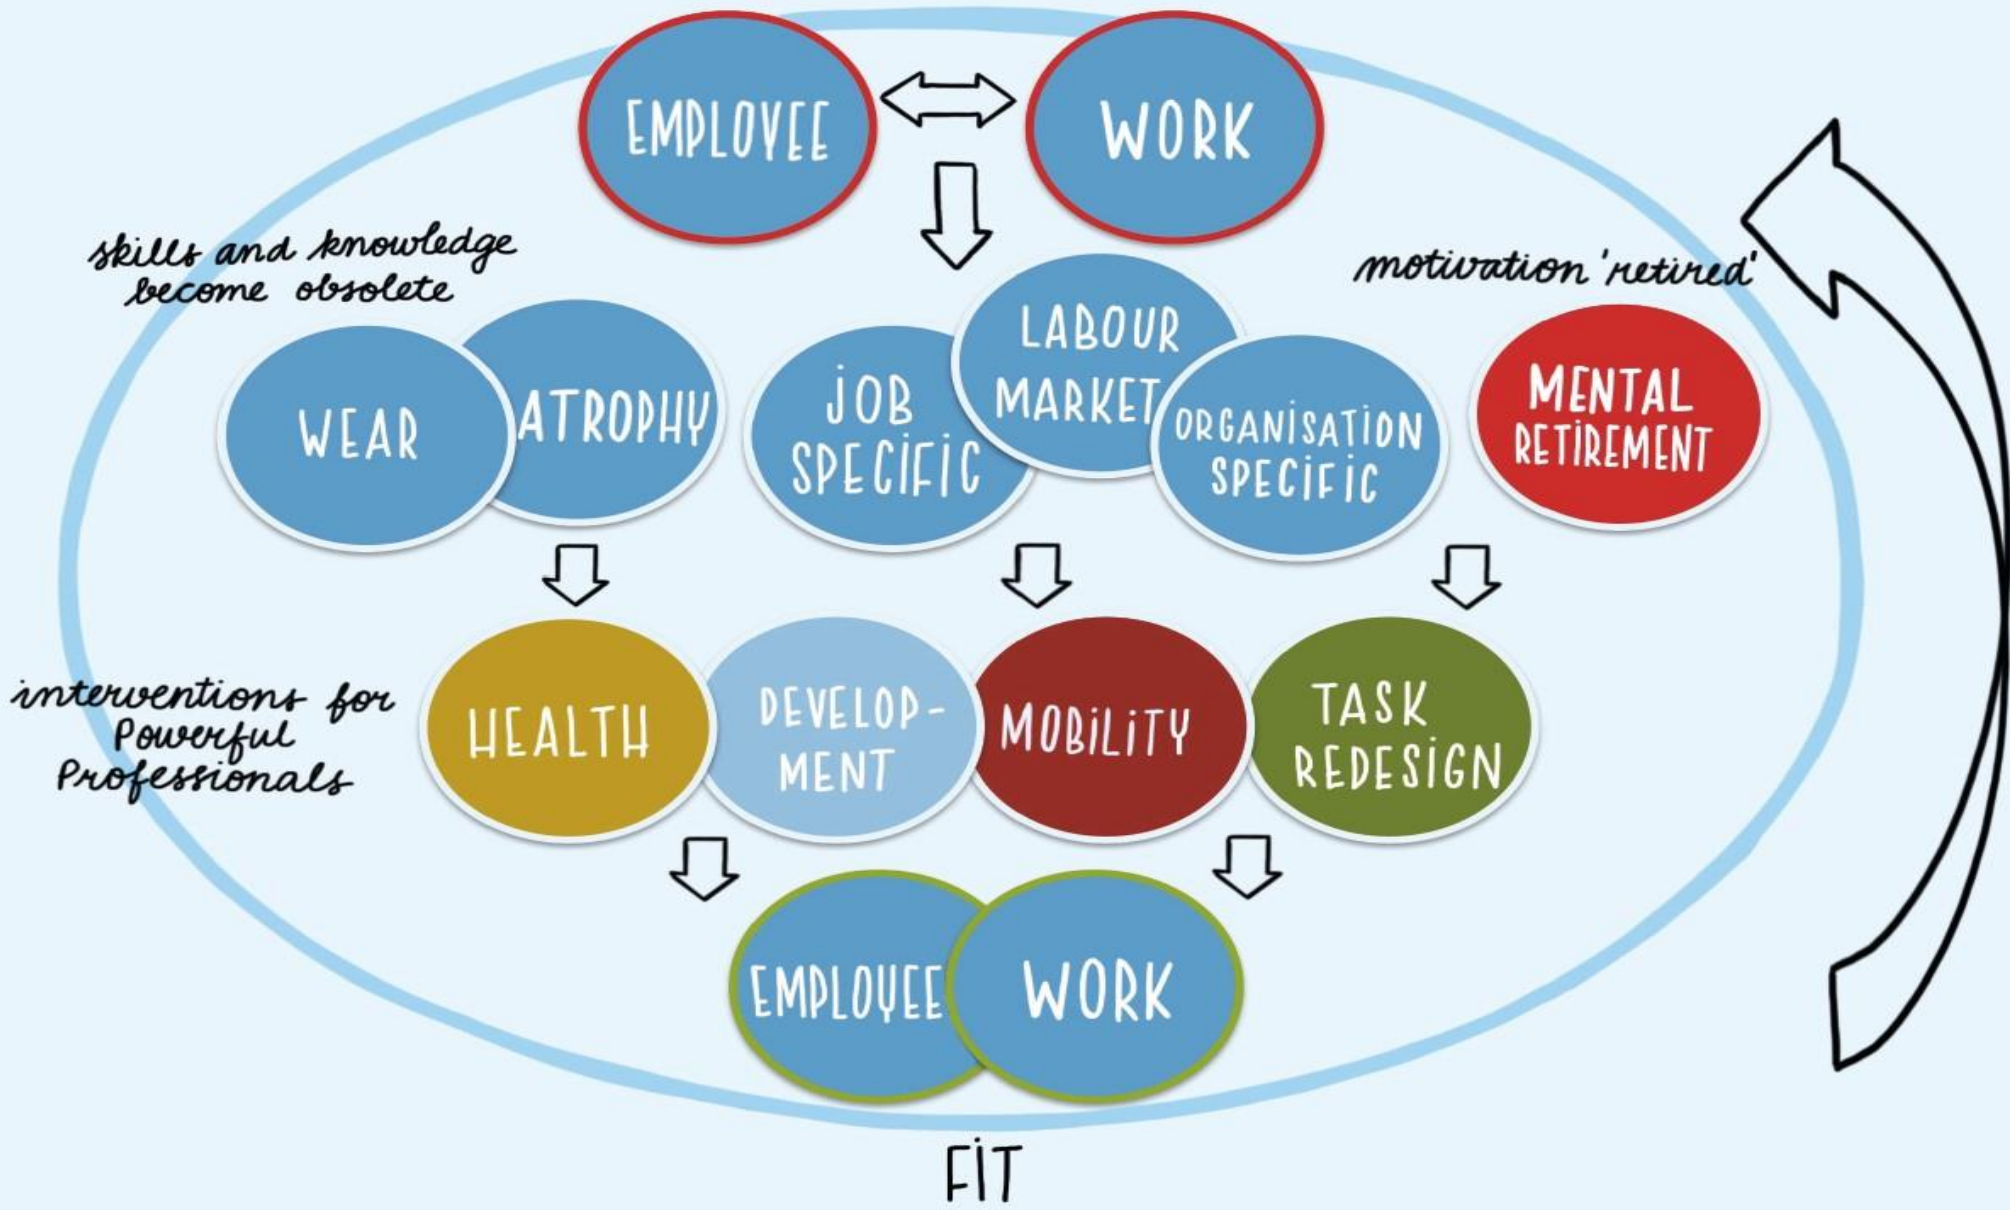 EMPLOYEE
WORK
skills and knowledge
become obsolete
motivation 'retired'
WEAR
ATROPHY
JOB
SPECIFIC
LABOUR
MARKET
ORGANISATION
SPECIFIC
MENTAL
RETIREMENT
interventions for
Powerful
Professionals
HEALTH
DEVELOP-
MENT
MOBILITY
TASK
REDESIGN
EMPLOYEE
WORK
FIT